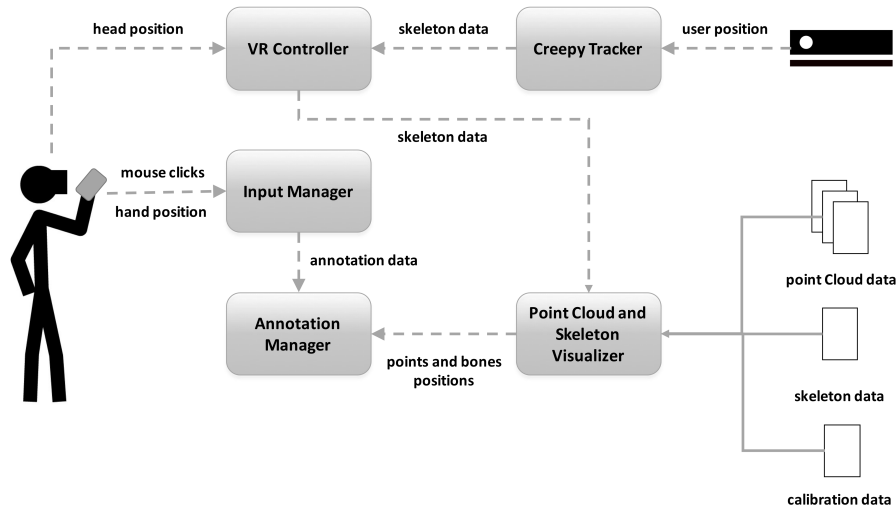 head position
VR Controller
skeleton data
Creepy Tracker
user position
skeleton data
mouse clicks
hand position
Input Manager
annotation data
Annotation
Manager
points and bones
positions
Point Cloud and
Skeleton
Visualizer
point Cloud data
skeleton data
calibration data